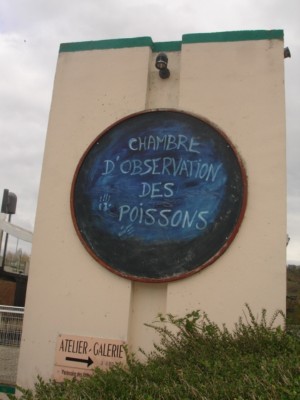 CHAMBRE
D'OBSERVATION
DES
POISSONS
ATELIER - GALERIE